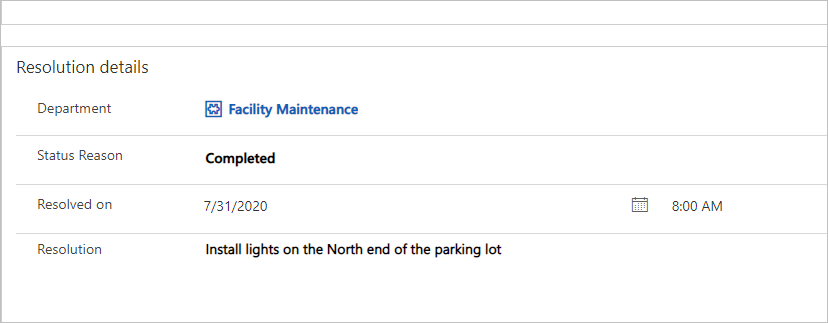 Resolution details
Department Facility Maintenance
Status Reason Completed
Resolved on 7/31/2020 8:00 AM
Resolution Install lights on the North end of the parking lot